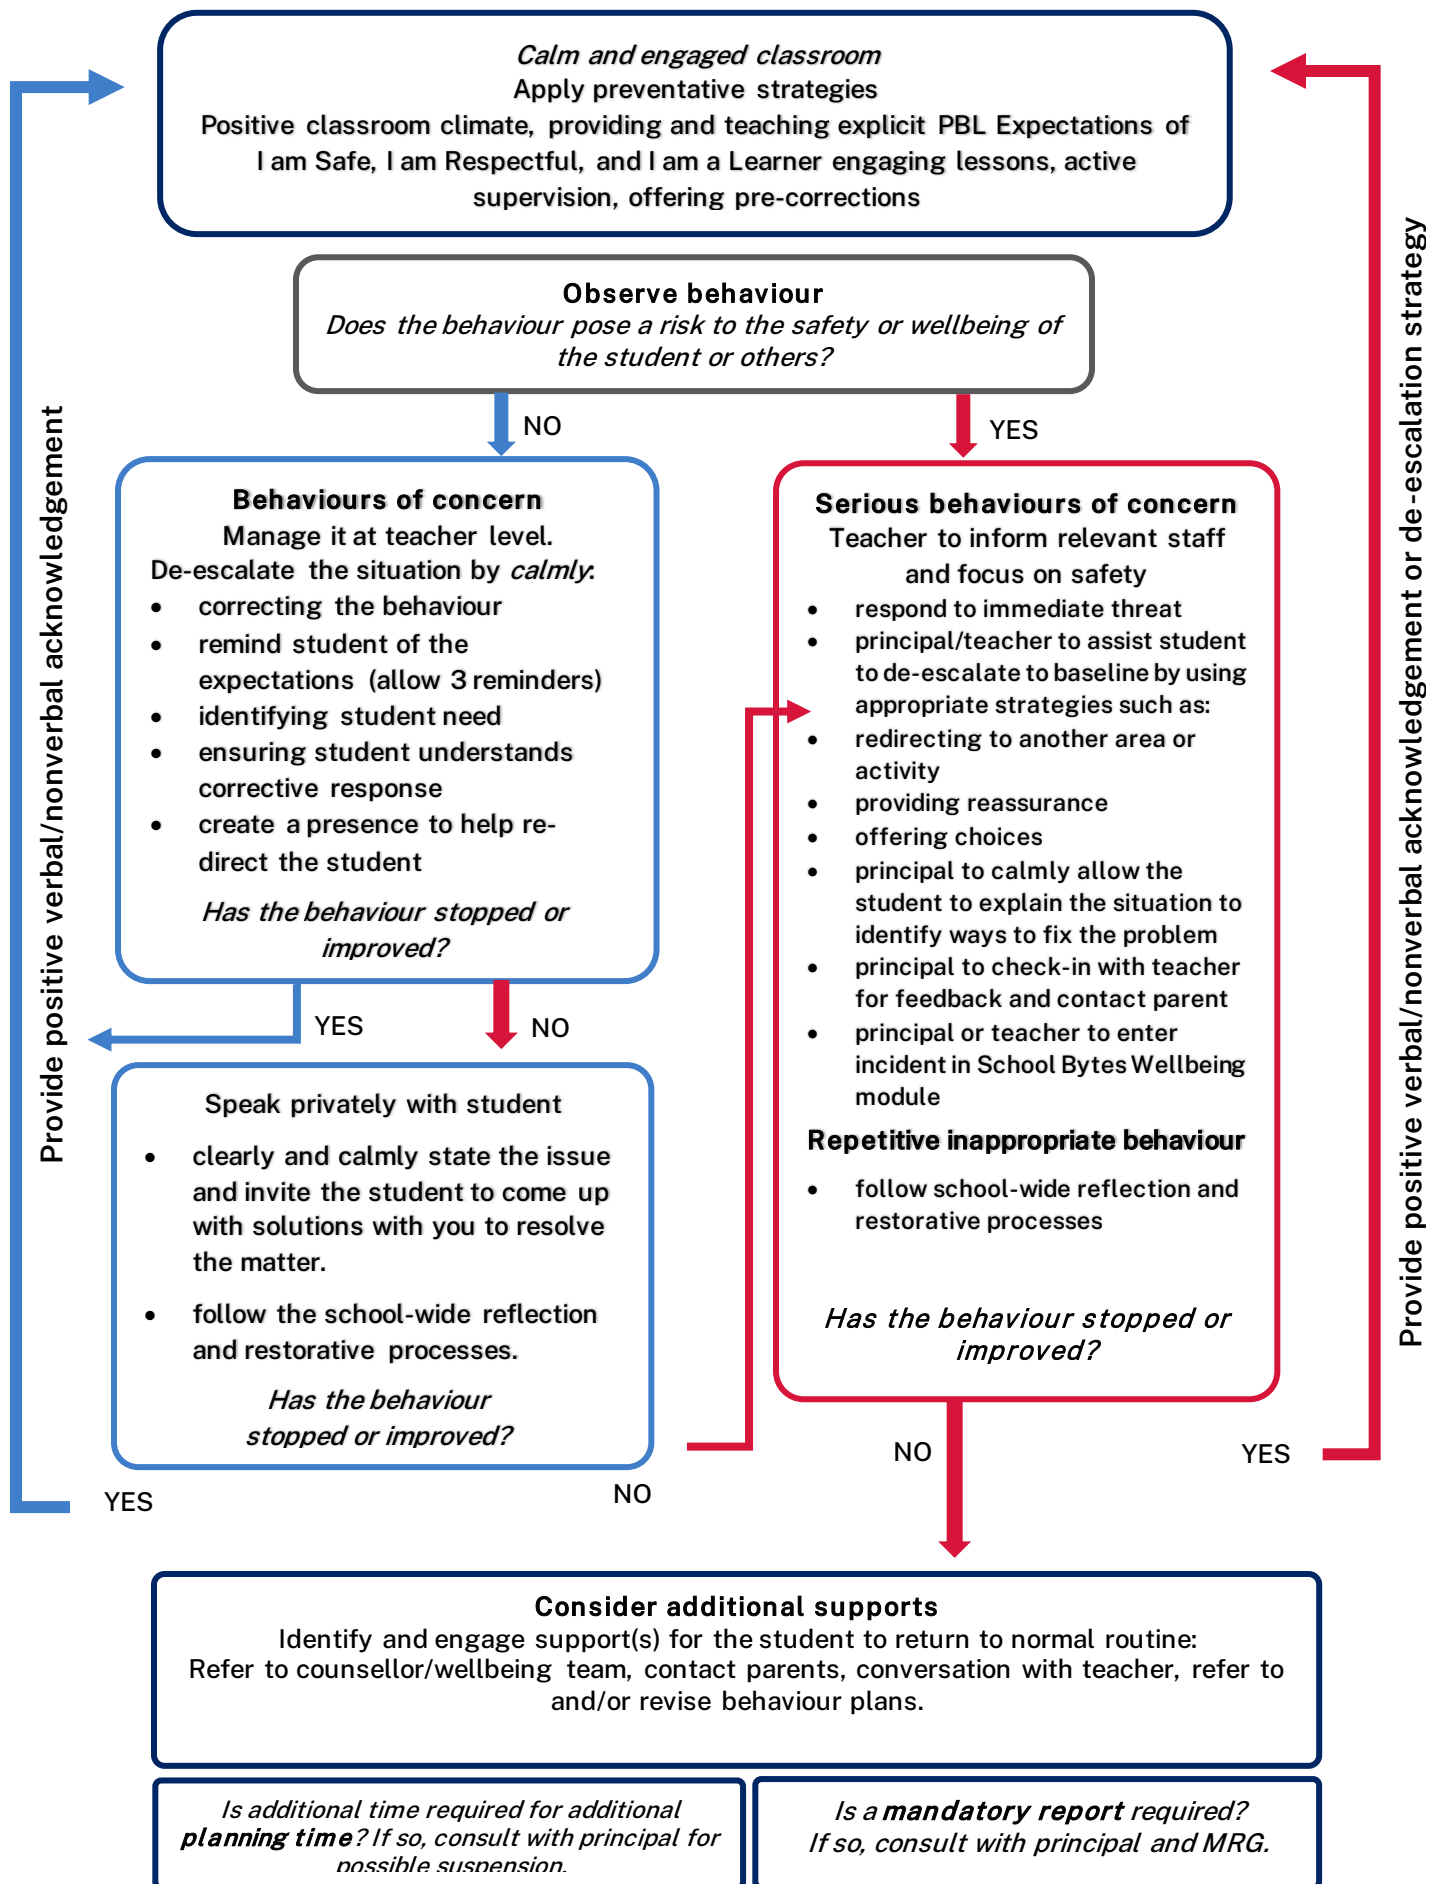 Calm and engaged classroom
Apply preventative strategies
Positive classroom climate, providing and teaching explicit PBL Expectations of
I am Safe, I am Respectful, and I am a Learner engaging lessons, active
supervision, offering pre-corrections
Observe behaviour
Does the behaviour pose a risk to the safety or wellbeing of
the student or others?
NO
YES
Behaviours of concern
Manage it at teacher level.
De-escalate the situation by calmly:
• correcting the behaviour
• remind student of the
expectations (allow 3 reminders)
• identifying student need
• ensuring student understands
corrective response
• create a presence to help re-
direct the student
Has the behaviour stopped or
improved?
YES
NO
Speak privately with student
• clearly and calmly state the issue
and invite the student to come up
with solutions with you to resolve
the matter.
• follow the school-wide reflection
and restorative processes.
Has the behaviour
stopped or improved?
YES
NO
Serious behaviours of concern
Teacher to inform relevant staff
and focus on safety
• respond to immediate threat
• principal/teacher to assist student
to de-escalate to baseline by using
appropriate strategies such as:
• redirecting to another area or
activity
• providing reassurance
• offering choices
• principal to calmly allow the
student to explain the situation to
identify ways to fix the problem
• principal to check-in with teacher
for feedback and contact parent
• principal or teacher to enter
incident in School Bytes Wellbeing
module
Repetitive inappropriate behaviour
• follow school-wide reflection and
restorative processes
Has the behaviour stopped or
improved?
NO
YES
Provide positive verbal/nonverbal acknowledgement
Provide positive verbal/nonverbal acknowledgement or de-escalation strategy
Consider additional supports
Identify and engage support(s) for the student to return to normal routine:
Refer to counsellor/wellbeing team, contact parents, conversation with teacher, refer to
and/or revise behaviour plans.
Is additional time required for additional
planning time? If so, consult with principal for
possible suspension.
Is a mandatory report required?
If so, consult with principal and MRG.